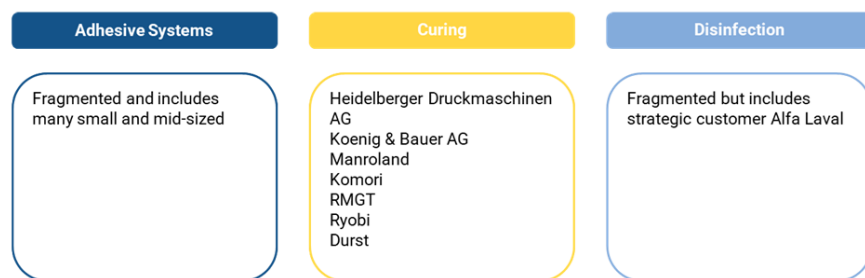 Adhesive Systems
Fragmented and includes
many small and mid-sized
Curing
Heidelberger Druckmaschinen
AG
Koenig & Bauer AG
Manroland
Komori
RMGT
Ryobi
Durst
Disinfection
Fragmented but includes
strategic customer Alfa Laval